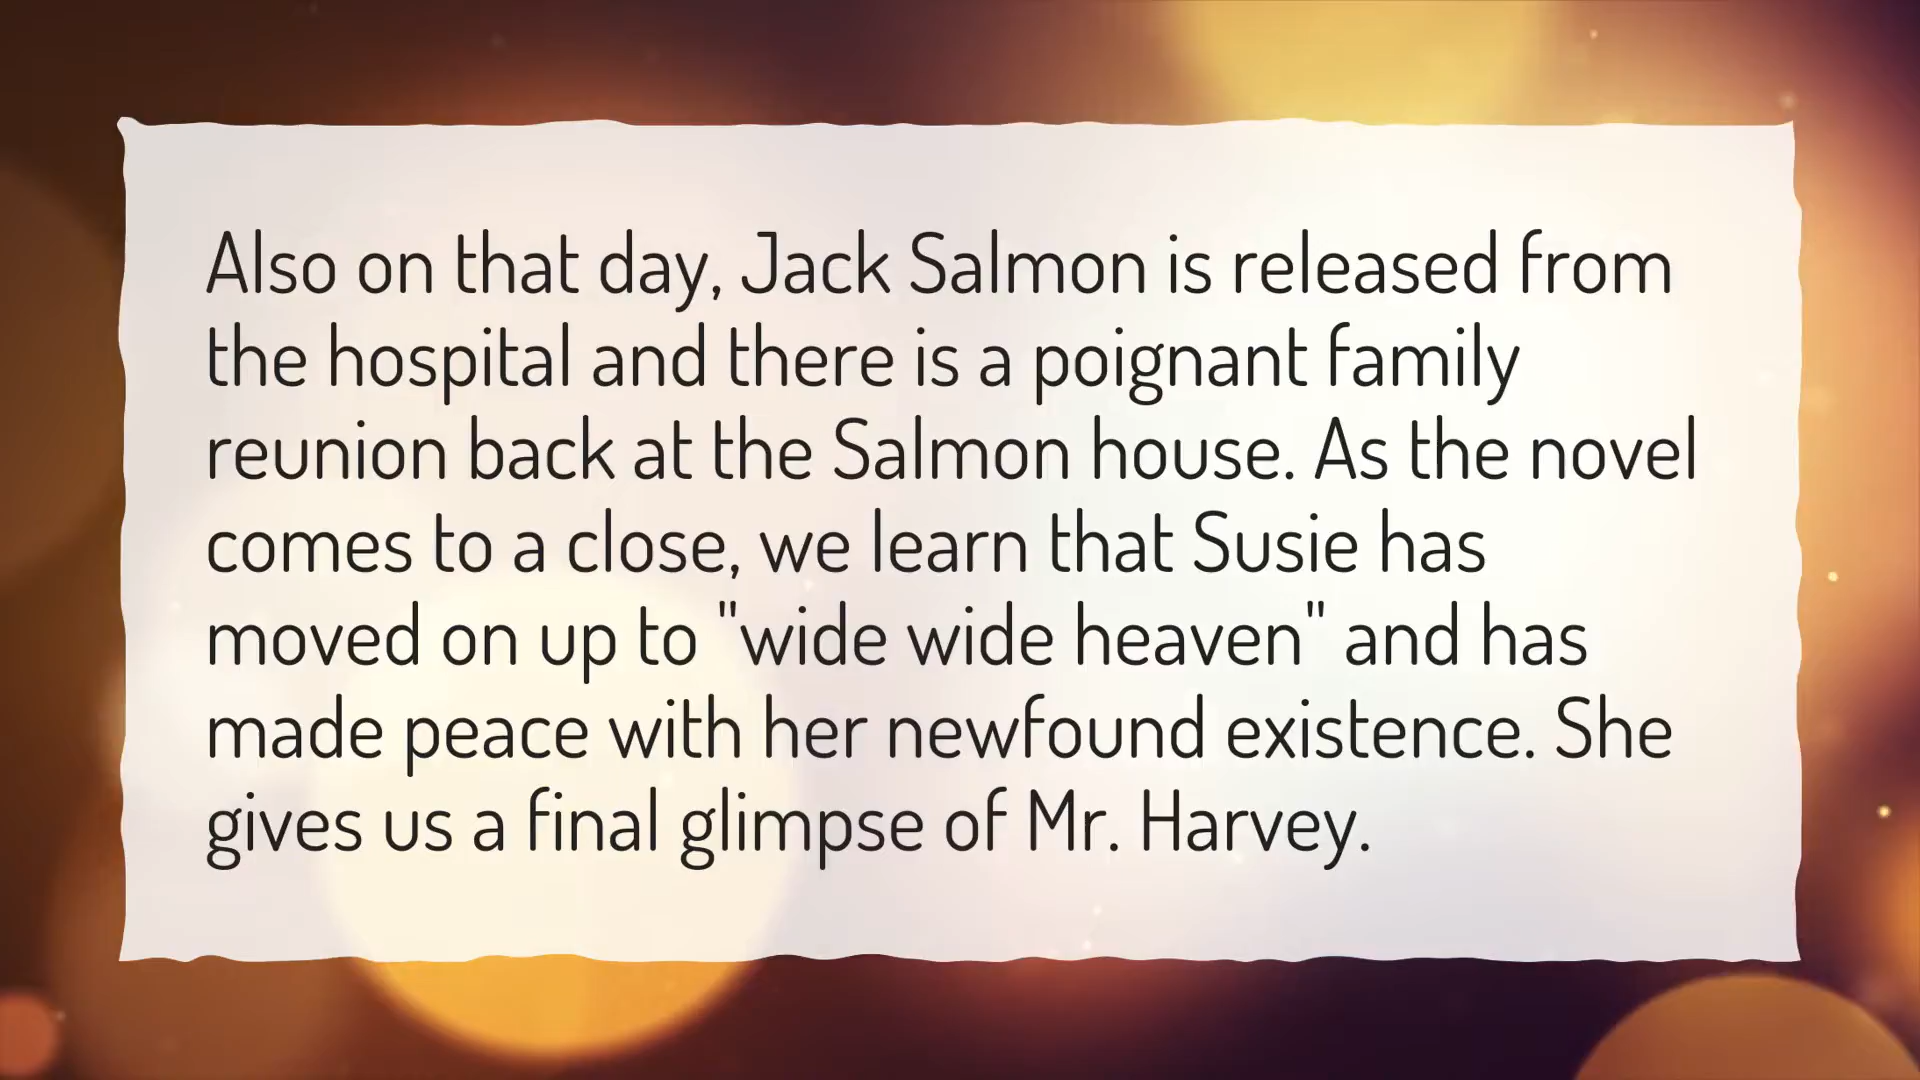 Also on that day, Jack Salmon is released from
the hospital and there is a poignant family
reunion back at the Salmon house. As the novel
comes to a close, we learn that Susie has
moved on up to "wide wide heaven" and has
made peace with her newfound existence. She
gives us a final glimpse of Mr. Harvey.